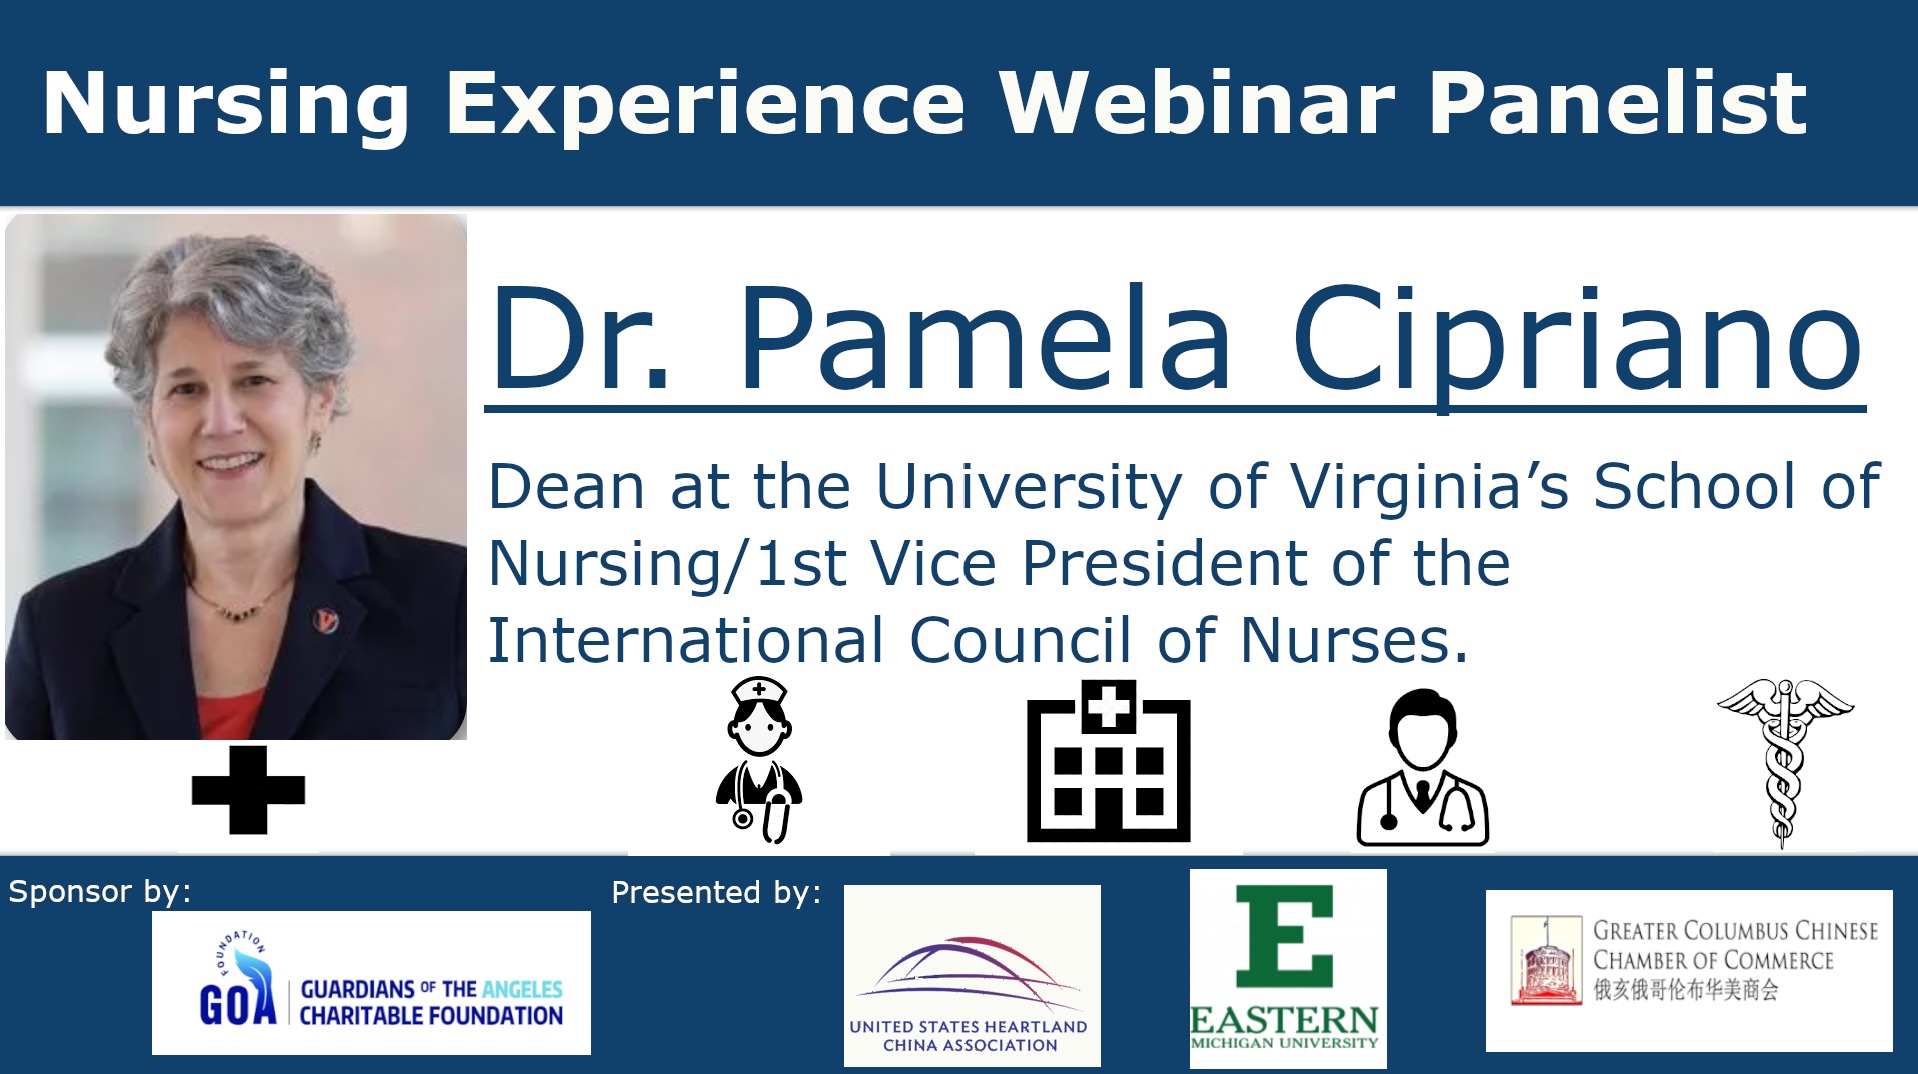 Nursing Experience Webinar Panelist
Dr. Pamela Cipriano
Dean at the University of Virginia’s School of
Nursing/1st Vice President of the
International Council of Nurses.
Sponsor by:
FOUNDATION
GOA
GUARDIANS OF THE ANGELES
CHARITABLE FOUNDATION
Presented by:
UNITED STATES HEARTLAND
CHINA ASSOCIATION
E
EASTERN
MICHIGAN UNIVERSITY
GREATER COLUMBUS CHINESE
CHAMBER OF COMMERCE
俄亥俄哥伦布华美商会